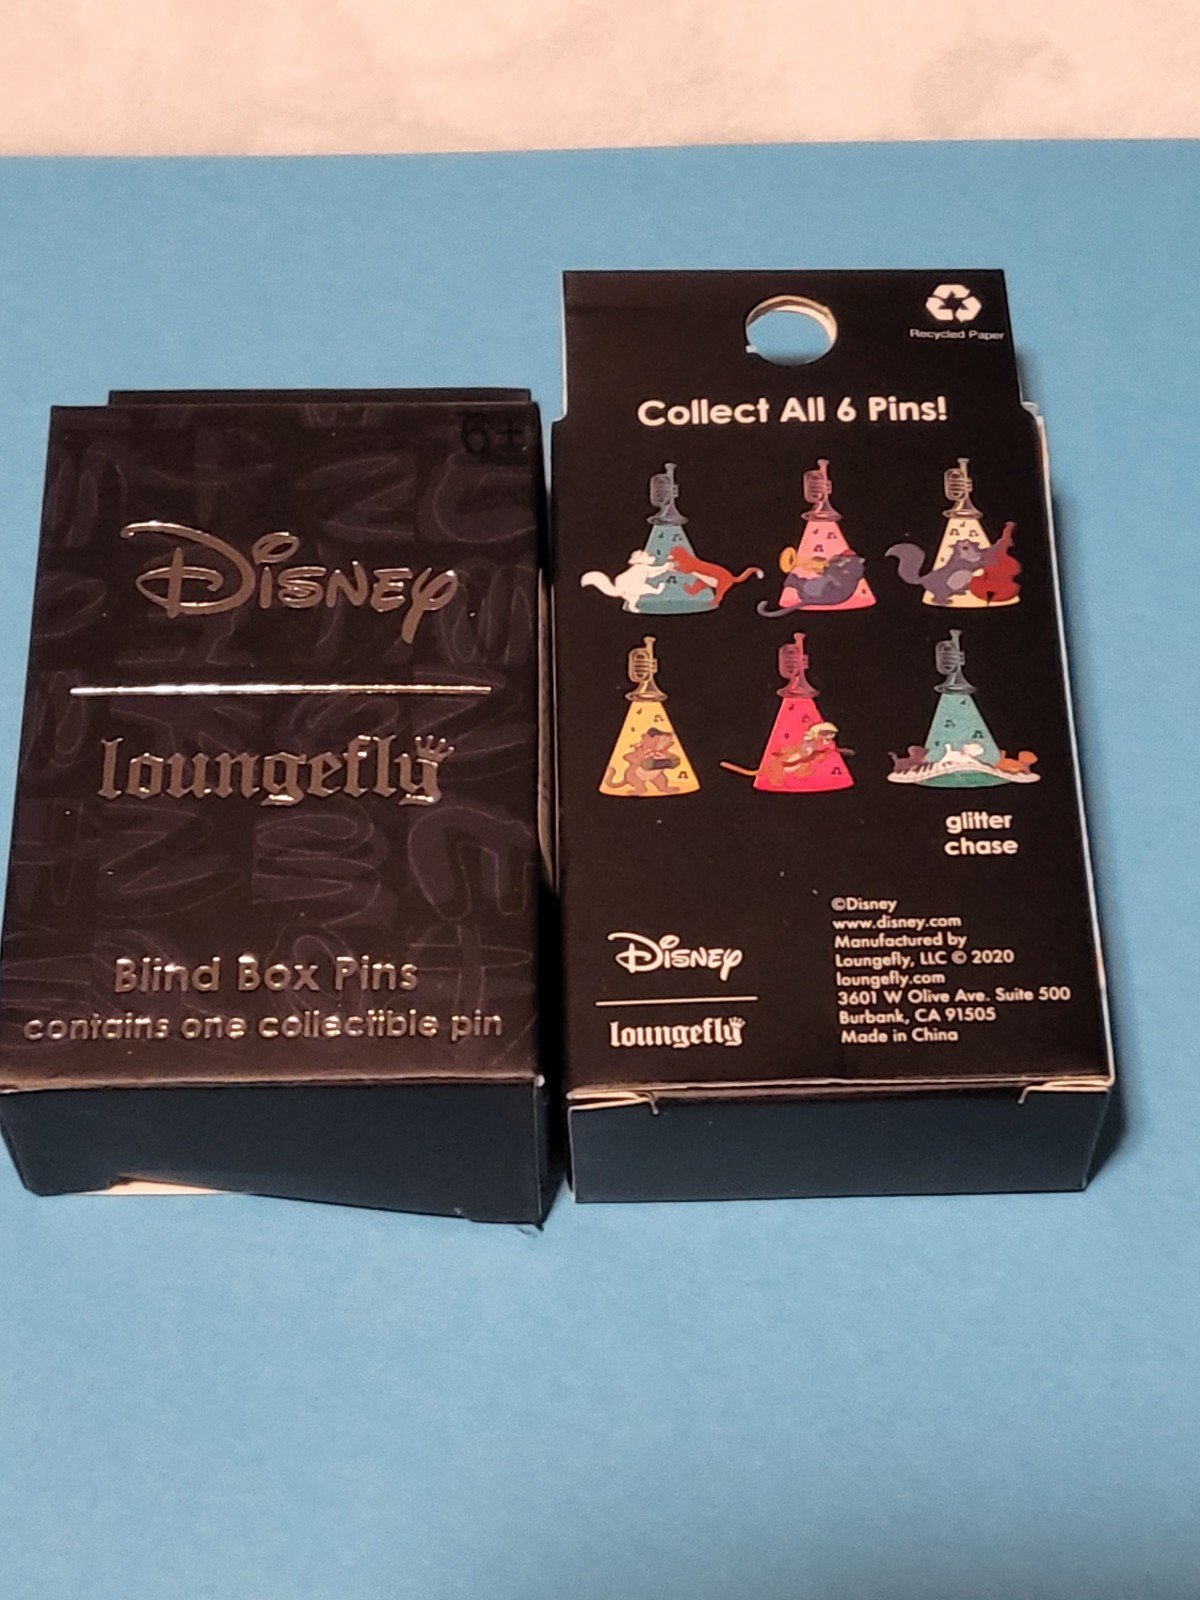 6+
Disney
loungefly
Blind Box Pins
contains one collectible pin
Recycled Paper
Collect All 6 Pins!
glitter
chase
Disney
loungefly
©Disney
www.disney.com
Manufactured by
Loungefly, LLC © 2020
loungefly.com
3601 W Olive Ave. Suite 500
Burbank, CA 91505
Made in China